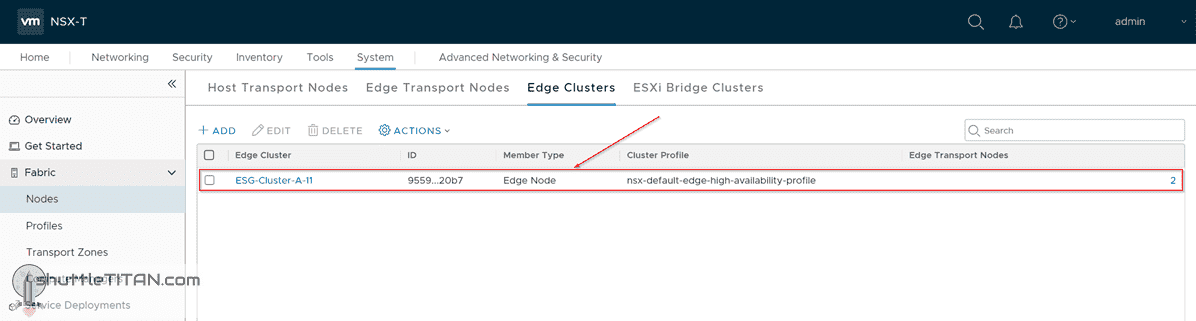 vm NSX-T admin
Home Networking Security Inventory Tools System Advanced Networking & Security
Host Transport Nodes Edge Transport Nodes Edge Clusters ESXi Bridge Clusters
Overview
+ ADD EDIT DELETE ACTIONS Search
Get Started
Edge Cluster ID Member Type Cluster Profile Edge Transport Nodes
Fabric
ESG-Cluster-A-11 9559...20b7 Edge Node nsx-default-edge-high-availability-profile 2
Nodes
Profiles
Transport Zones
shuttleTITAN.com
Service Deployments